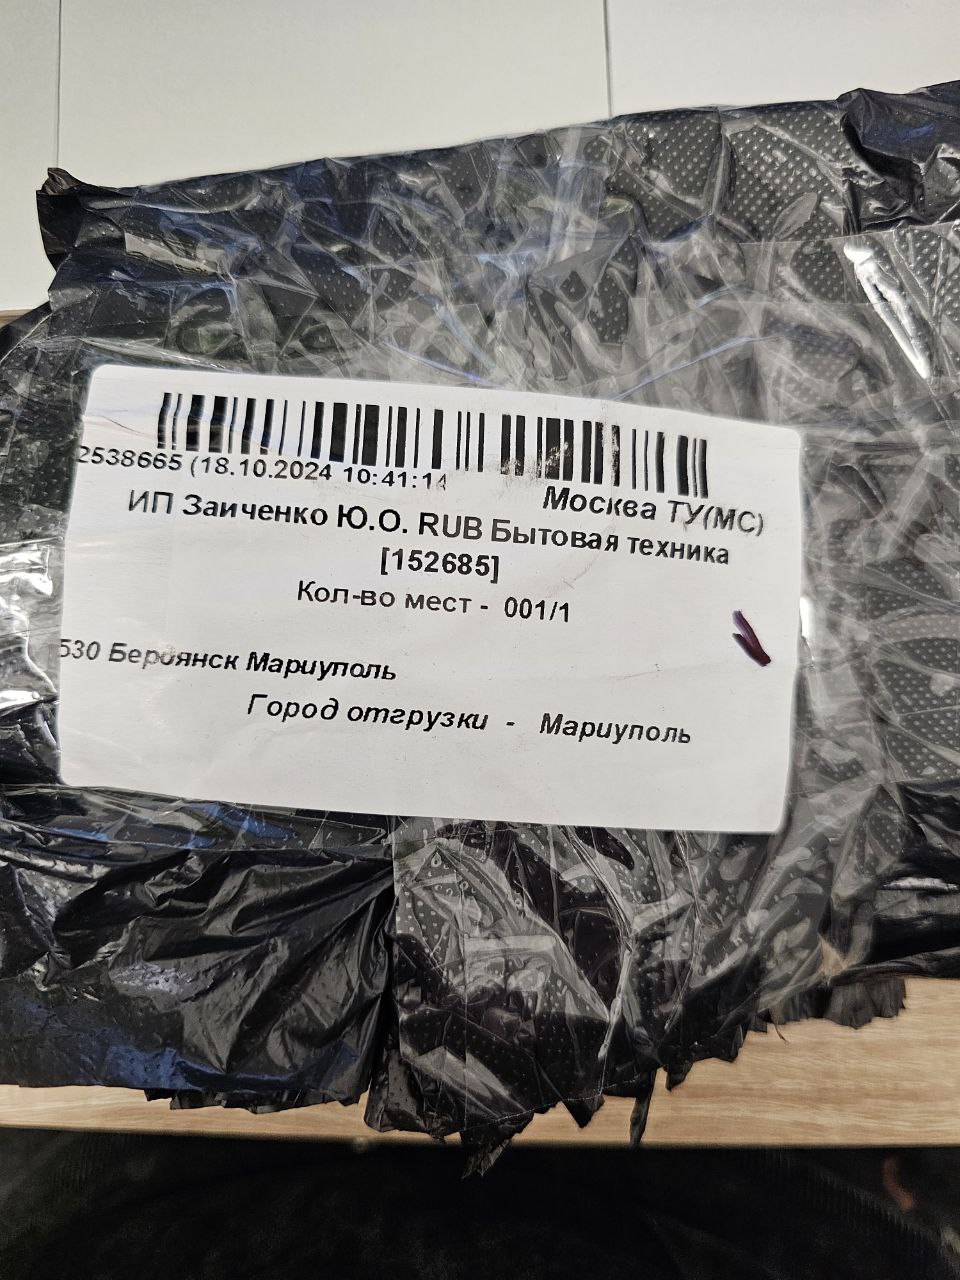 2538665 (18.10.2024 10:41:14
Москва ТУ(МС)
ИП Заиченко Ю.О. RUB Бытовая техника
[152685]
Кол-во мест - 001/1
530 Бердянск Мариуполь
Город отгрузки - Мариуполь